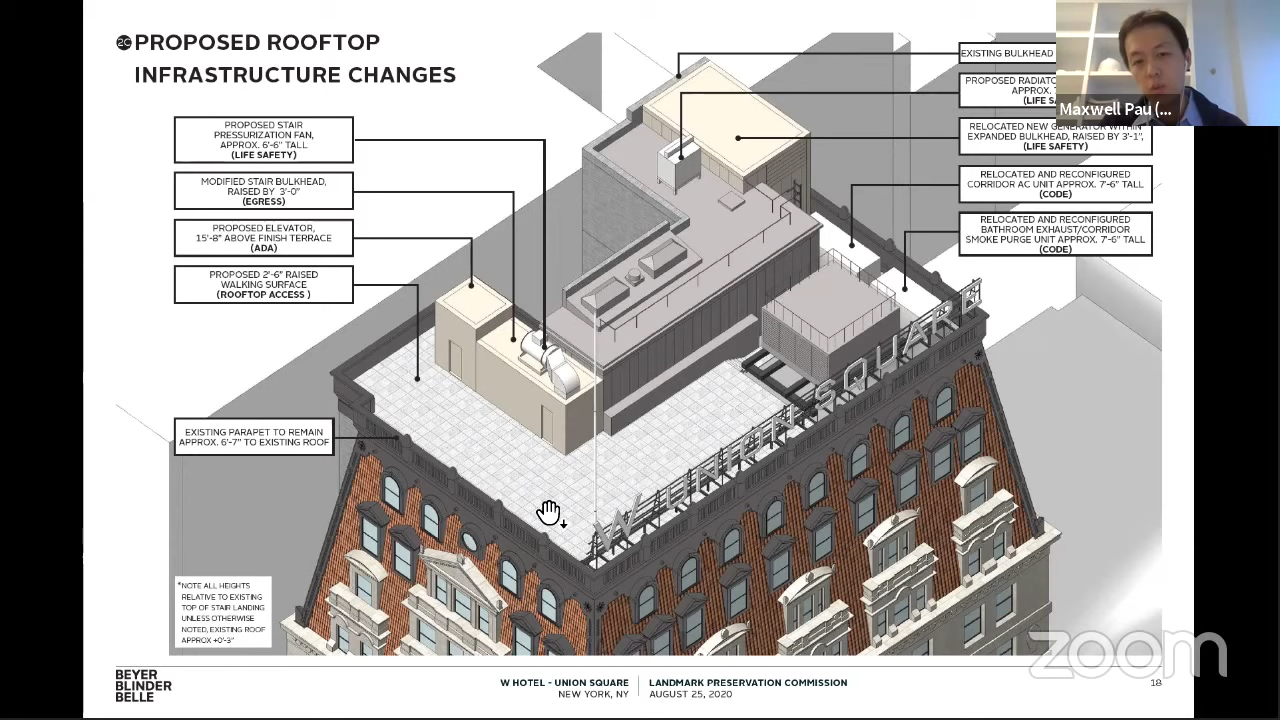 2C PROPOSED ROOFTOP
INFRASTRUCTURE CHANGES
PROPOSED STAIR
PRESSURIZATION FAN,
APPROX. 6'-6" TALL
(LIFE SAFETY)
MODIFIED STAIR BULKHEAD,
RAISED BY 3'-0"
(EGRESS)
PROPOSED ELEVATOR,
15'-8" ABOVE FINISH TERRACE
(ADA)
PROPOSED 2'-6" RAISED
WALKING SURFACE
(ROOFTOP ACCESS )
EXISTING PARAPET TO REMAIN
APPROX. 6'-7" TO EXISTING ROOF
*NOTE ALL HEIGHTS
RELATIVE TO EXISTING
TOP OF STAIR LANDING
UNLESS OTHERWISE
NOTED, EXISTING ROOF
APPROX +0'-3"
EXISTING BULKHEAD
PROPOSED
APPROX.
(LIFE
RELOCATED NEW GENERATOR WITHIN
EXPANDED BULKHEAD, RAISED BY 3'-1",
(LIFE SAFETY)
RELOCATED AND RECONFIGURED
CORRIDOR AC UNIT APPROX. 7'-6" TALL
(CODE)
RELOCATED AND RECONFIGURED
BATHROOM EXHAUST/CORRIDOR
SMOKE PURGE UNIT APPROX. 7'-6" TALL
(CODE)
Maxwell Pau (...
W UNION SQUARE
zoom
BEYER
BLINDER
BELLE
W HOTEL - UNION SQUARE
NEW YORK, NY
LANDMARK PRESERVATION COMMISSION
AUGUST 25, 2020
18